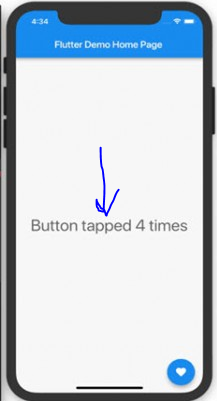 4:34
Flutter Demo Home Page
Button tapped 4 times